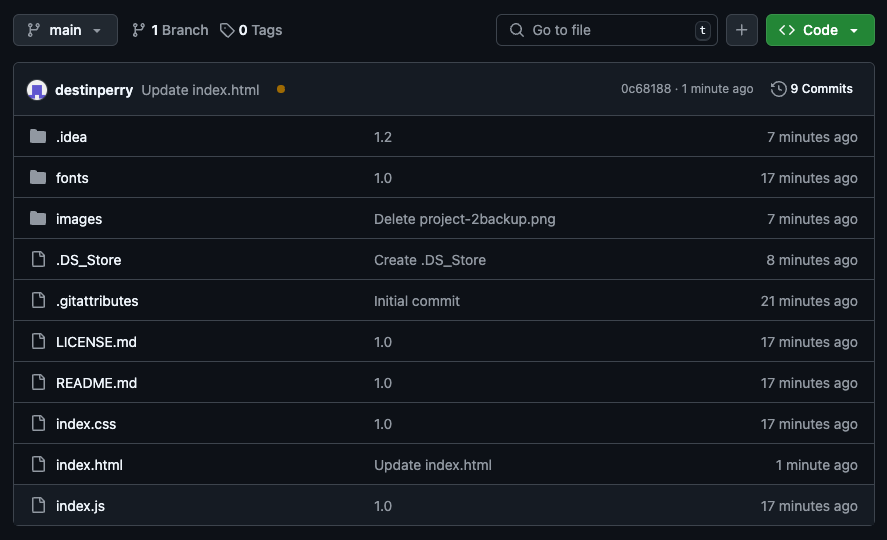 main 1 Branch 0 Tags Go to file t Code
destinperry Update index.html 0c68188 · 1 minute ago 9 Commits
.idea 1.2 7 minutes ago
fonts 1.0 17 minutes ago
images Delete project-2backup.png 7 minutes ago
.DS_Store Create .DS_Store 8 minutes ago
.gitattributes Initial commit 21 minutes ago
LICENSE.md 1.0 17 minutes ago
README.md 1.0 17 minutes ago
index.css 1.0 17 minutes ago
index.html Update index.html 1 minute ago
index.js 1.0 17 minutes ago